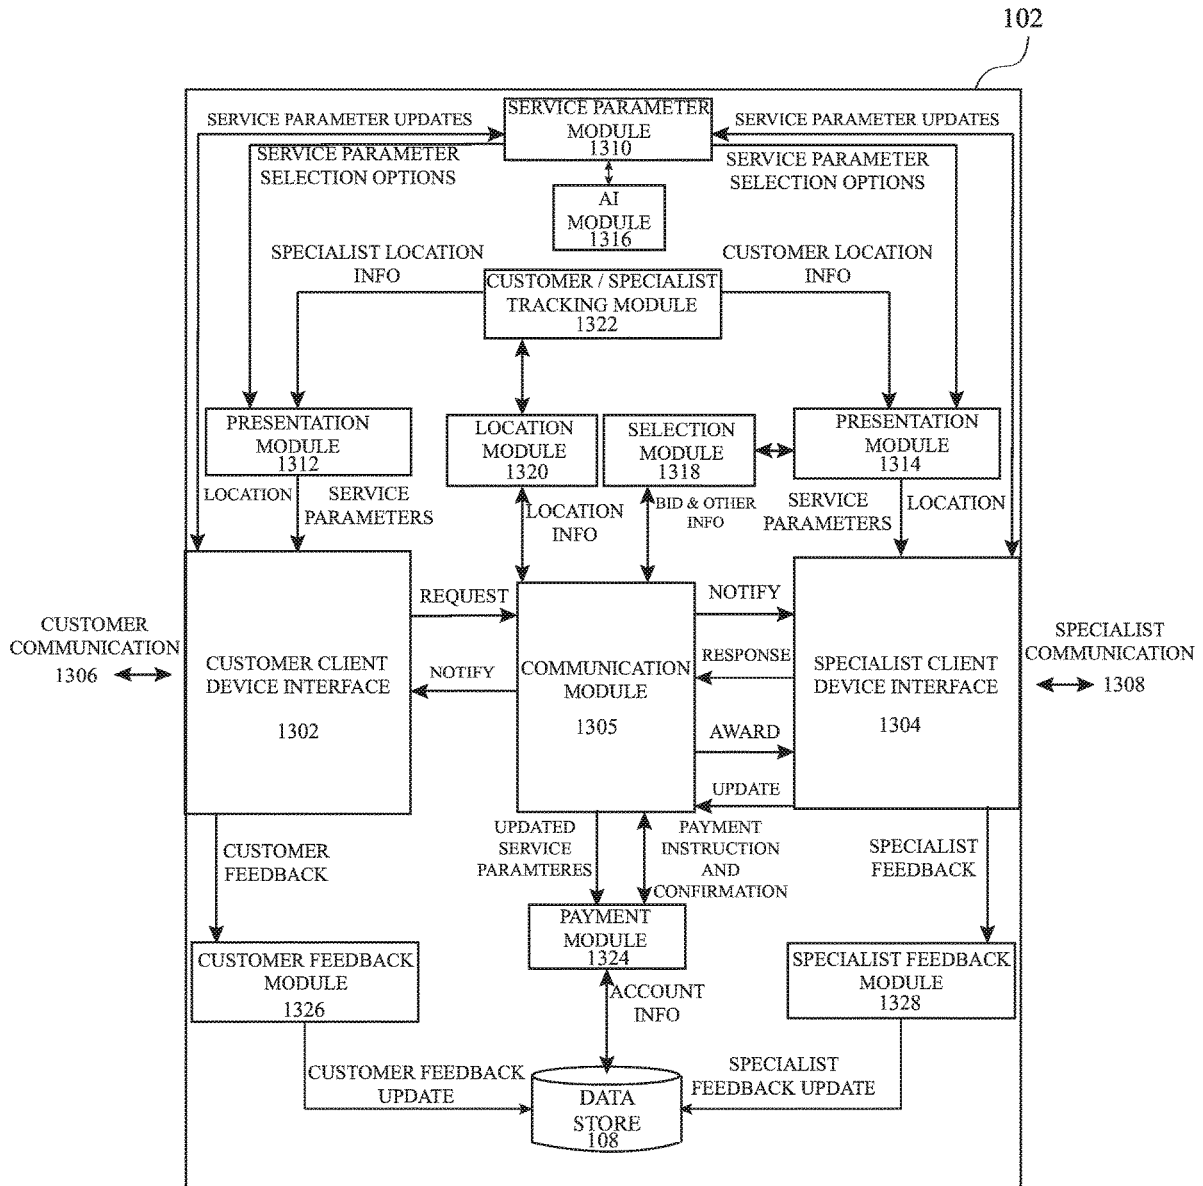 102
SERVICE PARAMETER UPDATES
SERVICE PARAMETER
MODULE
1310
SERVICE PARAMETER UPDATES
SERVICE PARAMETER
SELECTION OPTIONS
SERVICE PARAMETER
SELECTION OPTIONS
AI
MODULE
1316
SPECIALIST LOCATION
INFO
CUSTOMER LOCATION
INFO
CUSTOMER / SPECIALIST
TRACKING MODULE
1322
PRESENTATION
MODULE
1312
LOCATION
MODULE
1320
SELECTION
MODULE
1318
PRESENTATION
MODULE
1314
LOCATION
SERVICE
PARAMETERS
LOCATION
INFO
BID & OTHER
INFO
SERVICE
PARAMETERS
LOCATION
CUSTOMER
COMMUNICATION
1306
CUSTOMER CLIENT
DEVICE INTERFACE
1302
REQUEST
NOTIFY
COMMUNICATION
MODULE
1305
NOTIFY
RESPONSE
AWARD
UPDATE
SPECIALIST CLIENT
DEVICE INTERFACE
1304
SPECIALIST
COMMUNICATION
1308
CUSTOMER
FEEDBACK
UPDATED
SERVICE
PARAMTERES
PAYMENT
INSTRUCTION
AND
CONFIRMATION
SPECIALIST
FEEDBACK
PAYMENT
MODULE
1324
CUSTOMER FEEDBACK
MODULE
1326
SPECIALIST FEEDBACK
MODULE
1328
ACCOUNT
INFO
CUSTOMER FEEDBACK
UPDATE
SPECIALIST
FEEDBACK UPDATE
DATA
STORE
108